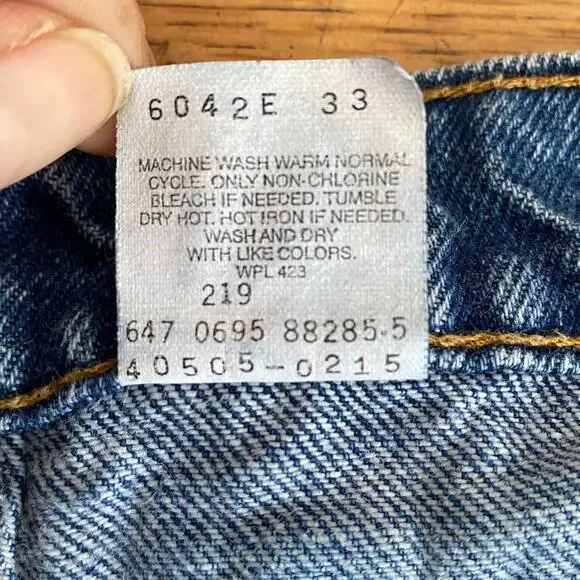 6042E 33
MACHINE WASH WARM NORMAL
CYCLE. ONLY NON-CHLORINE
BLEACH IF NEEDED. TUMBLE
DRY HOT. HOT IRON IF NEEDED.
WASH AND DRY
WITH LIKE COLORS.
WPL 423
219
647 0695 88285-5
40505-0215